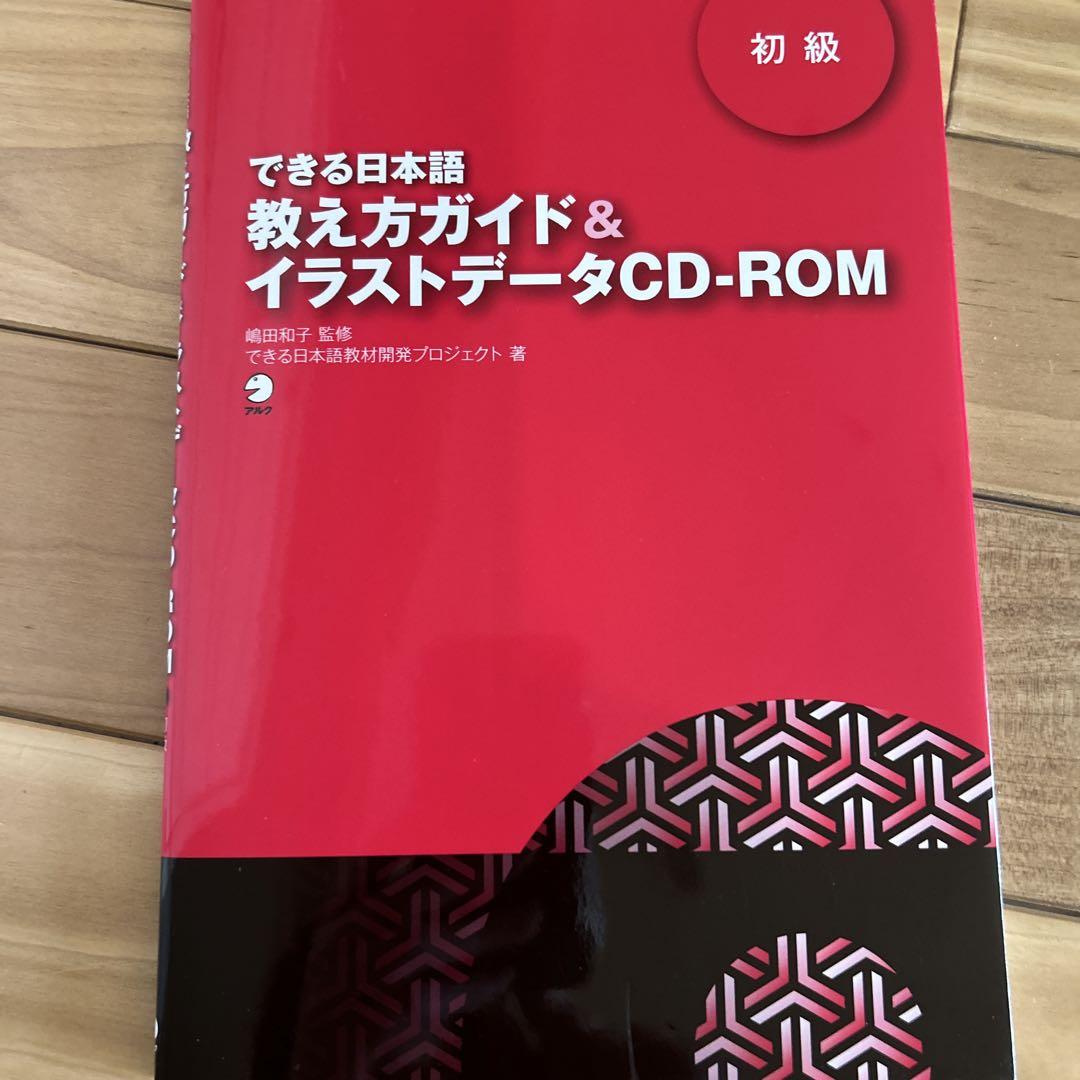 初級
できる日本語
教え方ガイド&
イラストデータCD-ROM
嶋田和子 監修
できる日本語教材開発プロジェクト 著
アルク